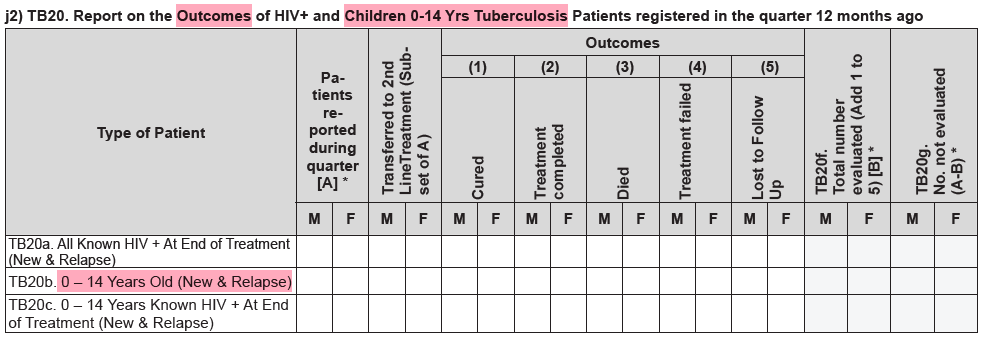 j2) TB20. Report on the Outcomes of HIV+ and Children 0-14 Yrs Tuberculosis Patients registered in the quarter 12 months ago
Type of Patient
Pa-
tients
re-
ported
during
quarter
[A] *
Transferred to 2nd
LineTreatment (Sub-
set of A)
Outcomes
(1)
(2)
(3)
(4)
(5)
Cured
Treatment
completed
Died
Treatment failed
Lost to Follow
Up
TB20f.
Total number
evaluated (Add 1 to
5) [B] *
TB20g.
No. not evaluated
(A-B) *
M F M F M F M F M F M F M F M F M F
TB20a. All Known HIV + At End of Treatment
(New & Relapse)
TB20b. 0 – 14 Years Old (New & Relapse)
TB20c. 0 – 14 Years Known HIV + At End
of Treatment (New & Relapse)